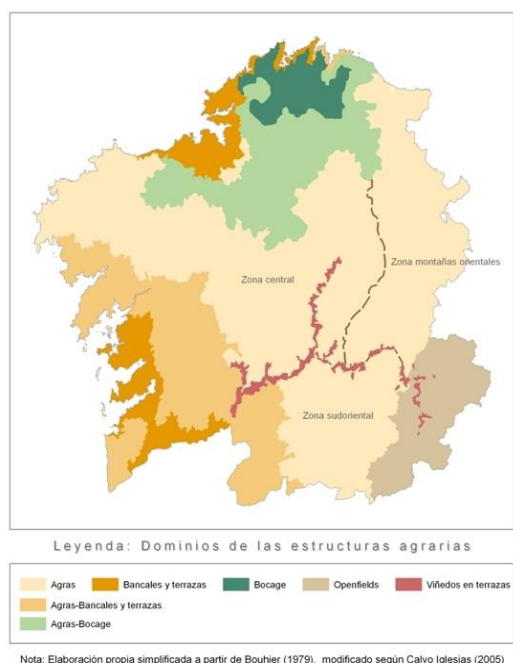 Zona montañas orientales
Zona central
Zona sudoriental
Leyenda: Dominios de las estructuras agrarias
Agras
Bancales y terrazas
Bocage
Openfields
Viñedos en terrazas
Agras-Bancales y terrazas
Agras-Bocage
Nota: Elaboración propia simplificada a partir de Bouhier (1979), modificado según Calvo Iglesias (2005)